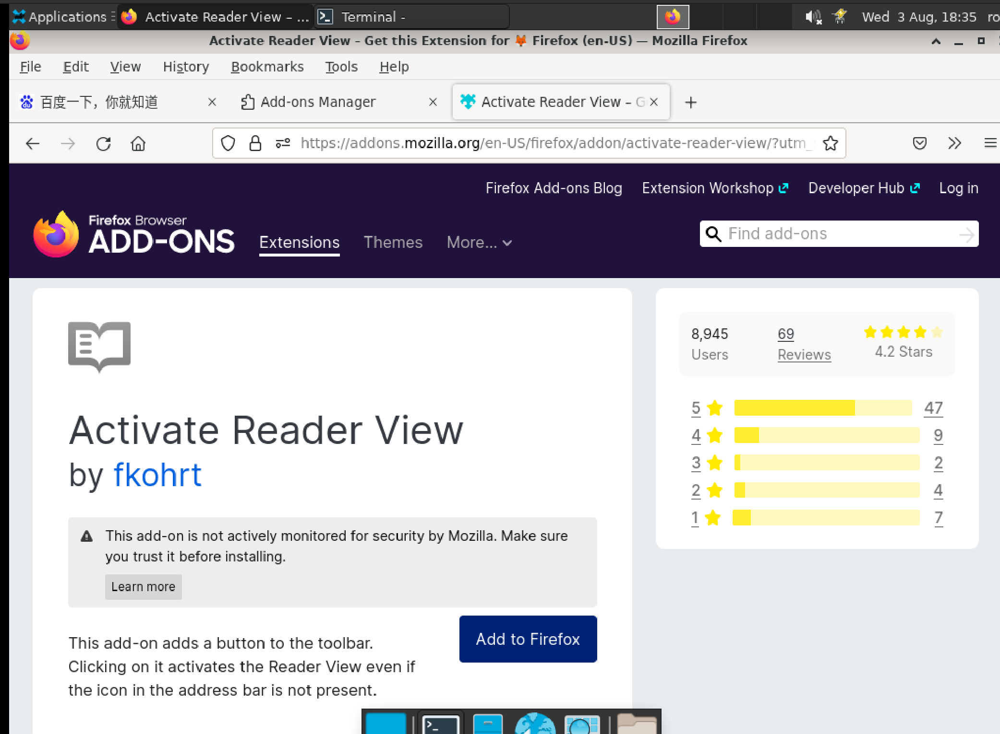 Applications
Activate Reader View – ...
Terminal -
Wed 3 Aug, 18:35
ro
Activate Reader View – Get this Extension for 🦊 Firefox (en-US) — Mozilla Firefox
File Edit View History Bookmarks Tools Help
百度一下，你就知道
Add-ons Manager
Activate Reader View – G
https://addons.mozilla.org/en-US/firefox/addon/activate-reader-view/?utm_
Firefox Add-ons Blog
Extension Workshop
Developer Hub
Log in
Firefox Browser
ADD-ONS
Extensions
Themes
More...
Find add-ons
8,945
Users
69
Reviews
4.2 Stars
5 47
4 9
3 2
2 4
1 7
Activate Reader View
by fkohrt
This add-on is not actively monitored for security by Mozilla. Make sure
you trust it before installing.
Learn more
This add-on adds a button to the toolbar.
Clicking on it activates the Reader View even if
the icon in the address bar is not present.
Add to Firefox